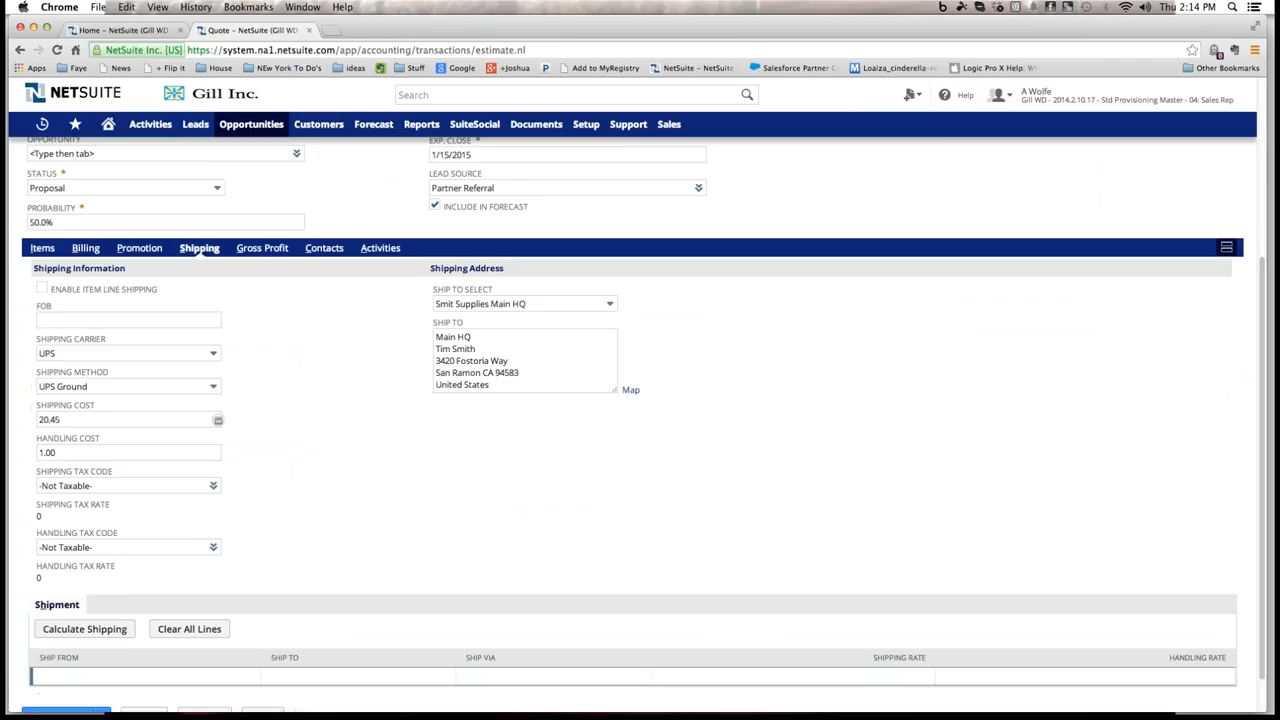 Chrome File Edit View History Bookmarks Window Help Thu 2:14 PM
Home – NetSuite (Gill WD Quote – NetSuite (Gill WD
NetSuite Inc. [US] https://system.na1.netsuite.com/app/accounting/transactions/estimate.nl
Apps Faye News + Flip it House NEw York To Do's ideas Stuff Google +Joshua Add to MyRegistry NetSuite – NetSuite Salesforce Partner C Loaiza_cinderella- Logic Pro X Help: Other Bookmarks
NETSUITE Gill Inc. Search Help A Wolfe
Gill WD - 2014.2.10.17 - Std Provisioning Master - 04: Sales Rep
Activities Leads Opportunities Customers Forecast Reports SuiteSocial Documents Setup Support Sales
OPPORTUNITY EXP. CLOSE *
<Type then tab> 1/15/2015
STATUS * LEAD SOURCE
Proposal Partner Referral
PROBABILITY * INCLUDE IN FORECAST
50.0%
Items Billing Promotion Shipping Gross Profit Contacts Activities
Shipping Information Shipping Address
ENABLE ITEM LINE SHIPPING SHIP TO SELECT
FOB Smit Supplies Main HQ
SHIP TO
Main HQ
Tim Smith
3420 Fostoria Way
San Ramon CA 94583
United States
Map
SHIPPING CARRIER
UPS
SHIPPING METHOD
UPS Ground
SHIPPING COST
20.45
HANDLING COST
1.00
SHIPPING TAX CODE
-Not Taxable-
SHIPPING TAX RATE
0
HANDLING TAX CODE
-Not Taxable-
HANDLING TAX RATE
0
Shipment
Calculate Shipping Clear All Lines
SHIP FROM SHIP TO SHIP VIA SHIPPING RATE HANDLING RATE